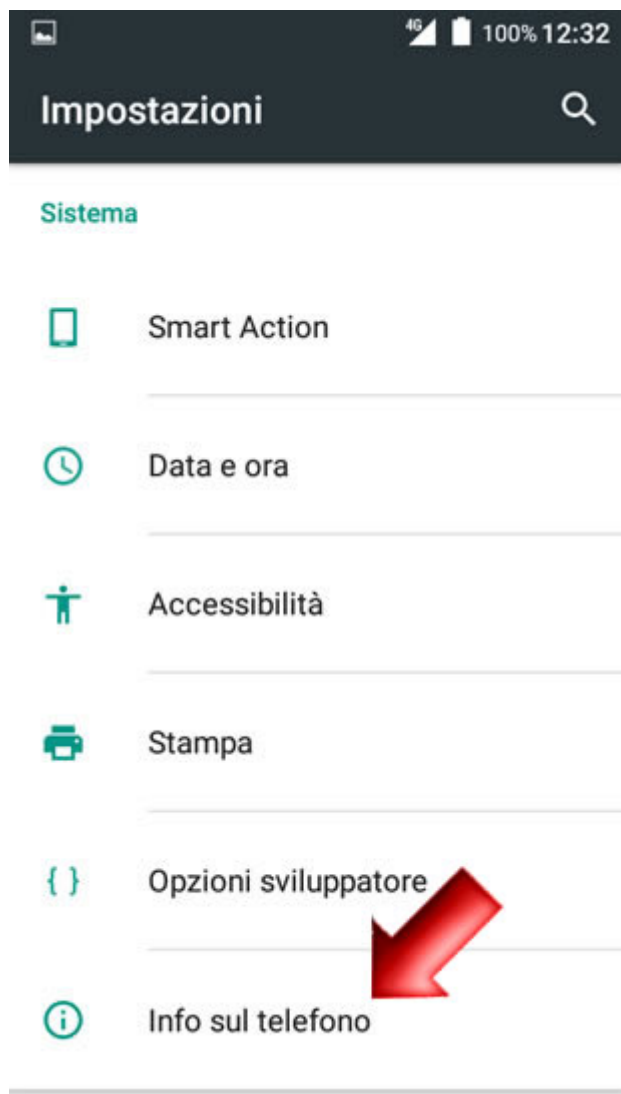 4G 100% 12:32
Impostazioni
Sistema
Smart Action
Data e ora
Accessibilità
Stampa
{ } Opzioni sviluppatore
Info sul telefono